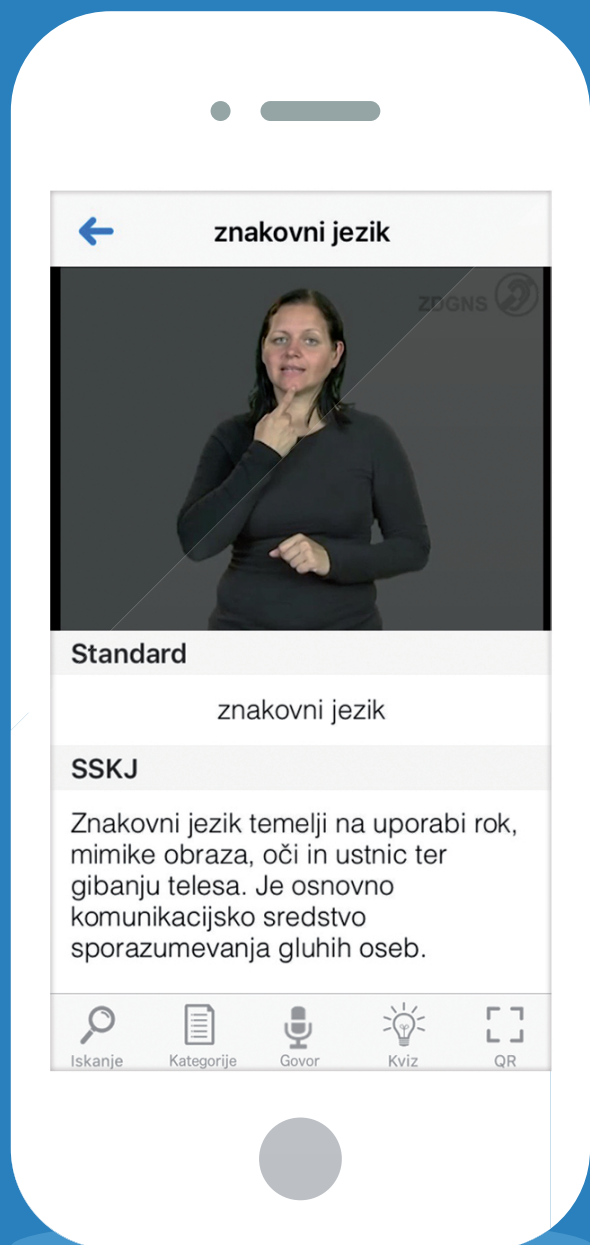 znakovni jezik
ZDGNS
Standard
znakovni jezik
SSKJ
Znakovni jezik temelji na uporabi rok,
mimike obraza, oči in ustnic ter
gibanju telesa. Je osnovno
komunikacijsko sredstvo
sporazumevanja gluhih oseb.
Iskanje Kategorije Govor Kviz QR